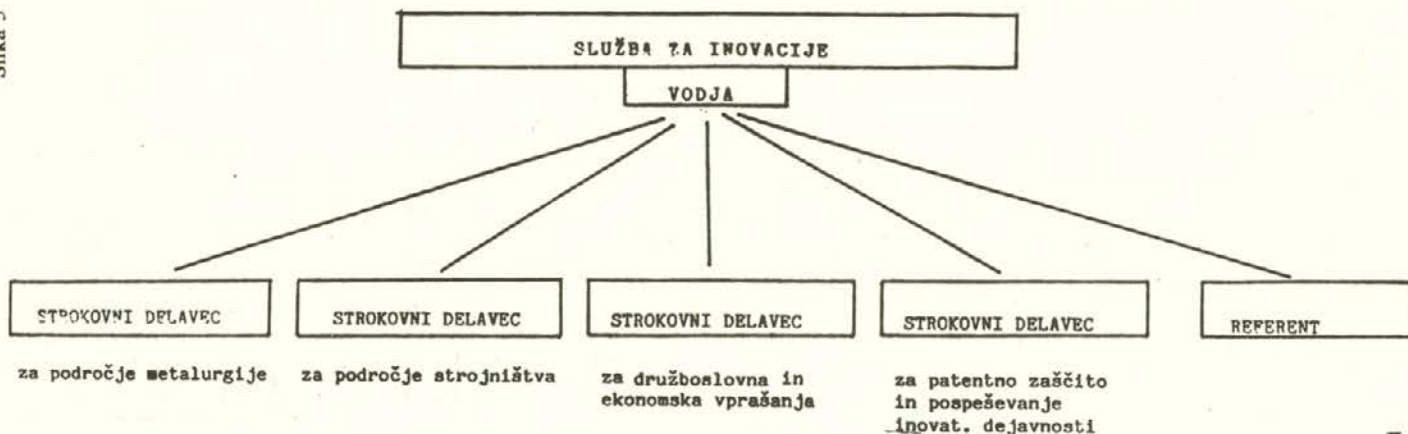 SLUŽBA ZA INOVACIJE
VODJA
STROKOVNI DELAVEC
za področje metalurgije
STROKOVNI DELAVEC
za področje strojništva
STROKOVNI DELAVEC
za družboslovna in
ekonomska vprašanja
STROKOVNI DELAVEC
za patentno zaščito
in pospeševanje
inovat. dejavnosti
REFERENT